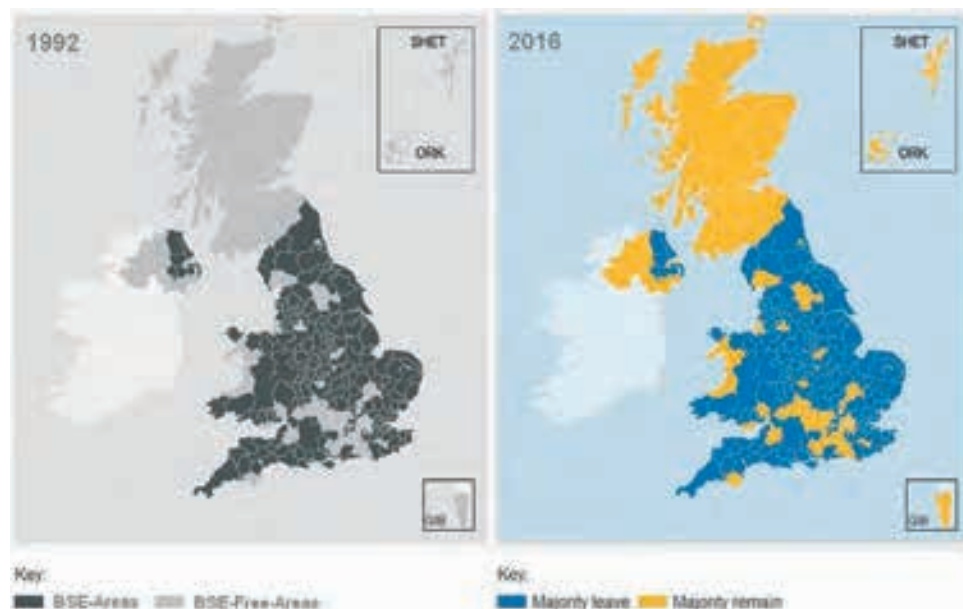 1992
SHET
ORK
GIB
Key:
BSE-Areas BSE-Free-Areas
2016
SHET
ORK
GIB
Key:
Majority leave Majority remain